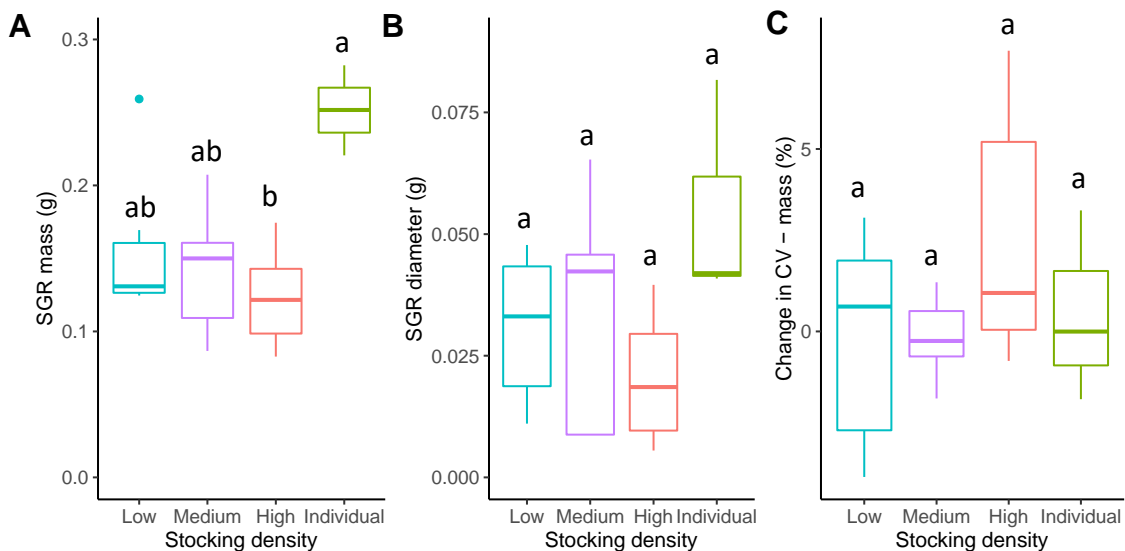 A
SGR mass (g)
0.3
0.2
0.1
0.0
ab
ab
b
a
Low Medium High Individual
Stocking density
B
SGR diameter (g)
0.075
0.050
0.025
0.000
a
a
a
a
Low Medium High Individual
Stocking density
C
Change in CV − mass (%)
5
0
a
a
a
a
Low Medium High Individual
Stocking density